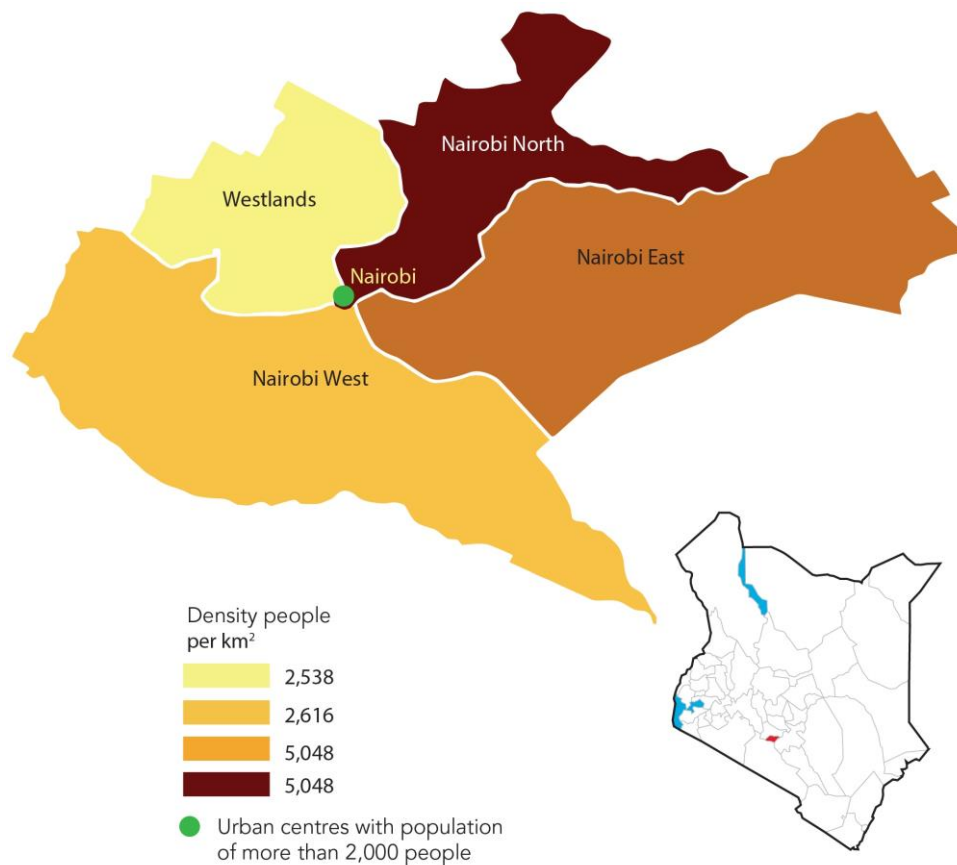 Nairobi North
Westlands
Nairobi East
Nairobi
Nairobi West
Density people
per km²
2,538
2,616
5,048
5,048
Urban centres with population
of more than 2,000 people